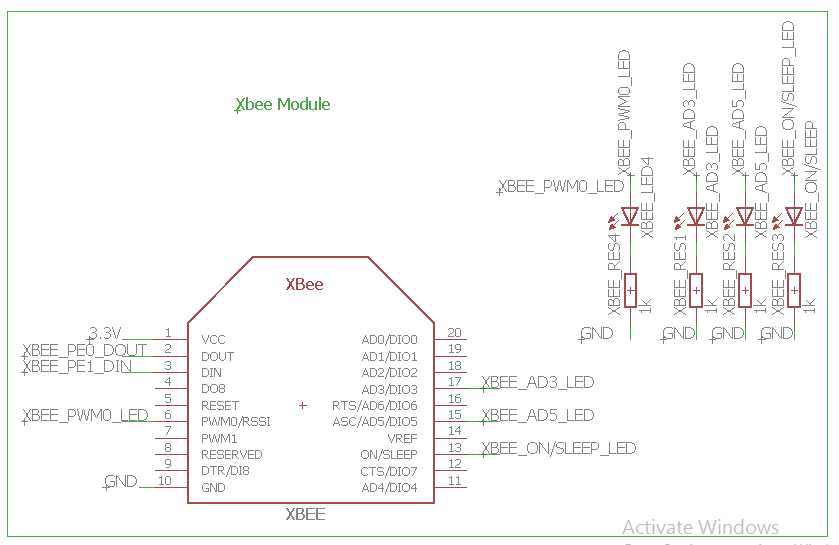 Xbee Module
XBEE_PWM0_LED
XBEE_AD3_LED
XBEE_AD5_LED
XBEE_ON/SLEEP_LED
XBEE_PWM0_LED
XBEE_LED4
XBEE_AD3_LED
XBEE_AD5_LED
XBEE_ON/SLEEP
XBEE_RES4
XBEE_RES1
XBEE_RES2
XBEE_RES3
1k
1k
1k
1k
GND
GND
GND
GND
XBee
3.3V
XBEE_PE0_DOUT
XBEE_PE1_DIN
XBEE_PWM0_LED
GND
1 VCC
2 DOUT
3 DIN
4 DO8
5 RESET
6 PWM0/RSSI
7 PWM1
8 RESERVED
9 DTR/DI8
10 GND
AD0/DIO0 20
AD1/DIO1 19
AD2/DIO2 18
AD3/DIO3 17
RTS/AD6/DIO6 16
ASC/AD5/DIO5 15
VREF 14
ON/SLEEP 13
CTS/DIO7 12
AD4/DIO4 11
XBEE_AD3_LED
XBEE_AD5_LED
XBEE_ON/SLEEP_LED
XBEE
Activate Windows